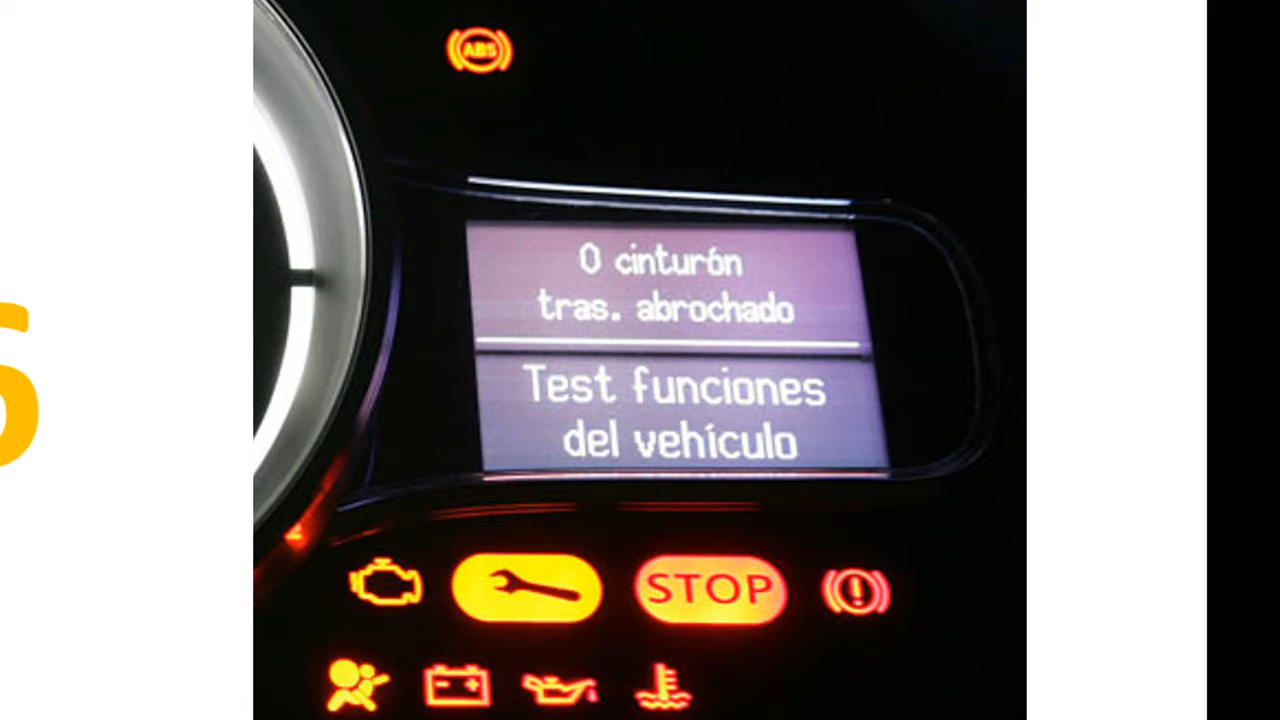 ABS
0 cinturón
tras. abrochado
Test funciones
del vehículo
STOP